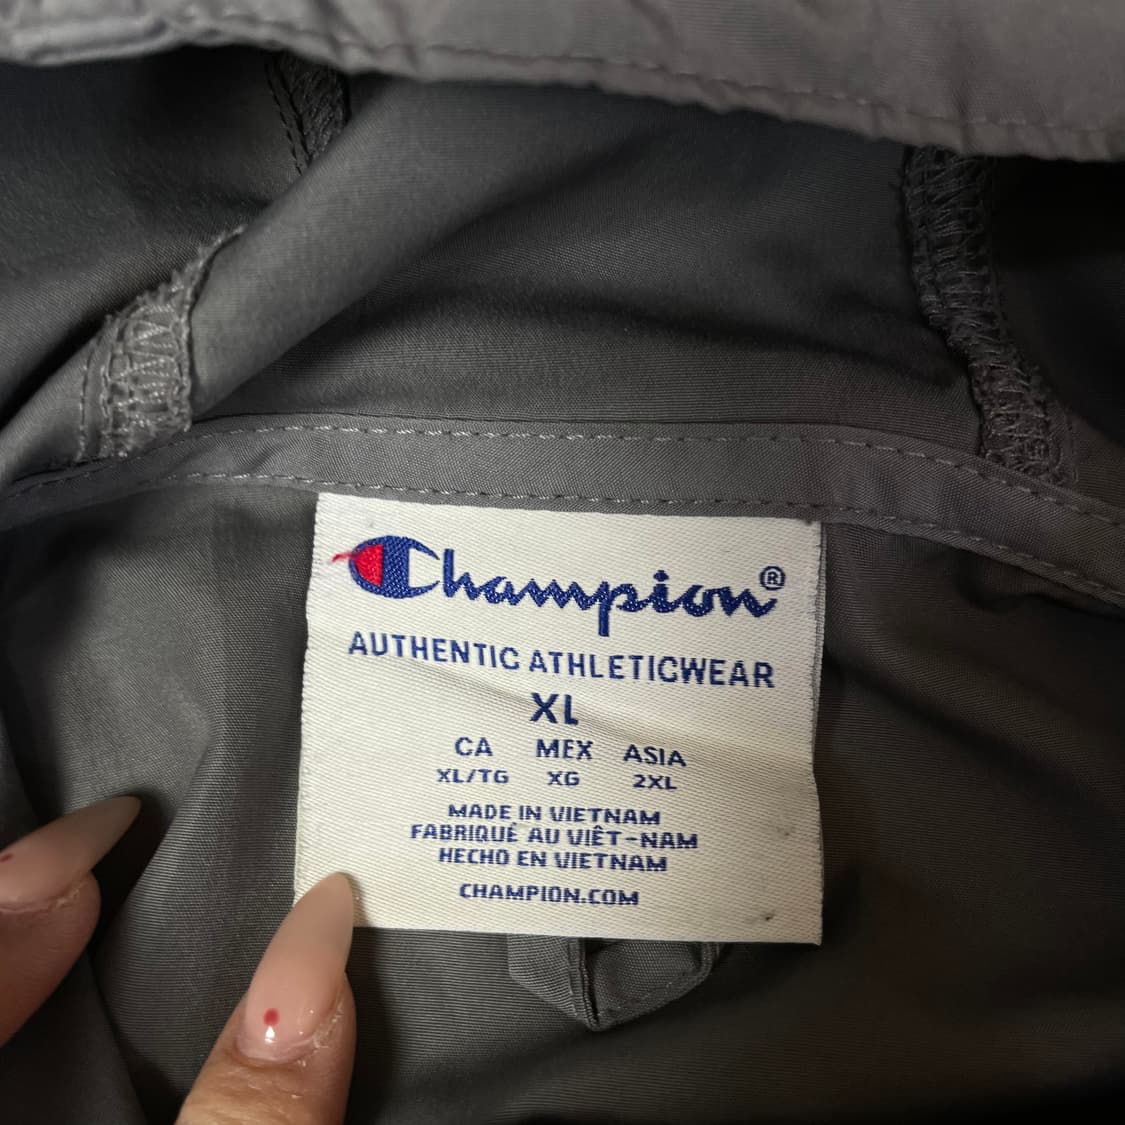 Champion®
AUTHENTIC ATHLETICWEAR
XL
CA MEX ASIA
XL/TG XG 2XL
MADE IN VIETNAM
FABRIQUÉ AU VIÊT-NAM
HECHO EN VIETNAM
CHAMPION.COM